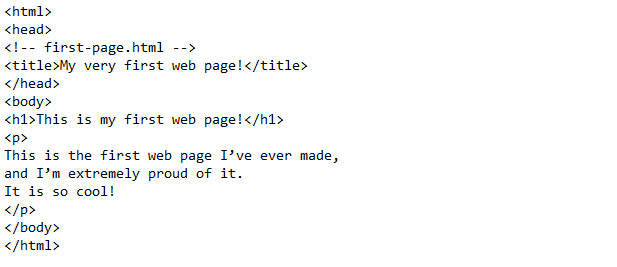 <html>
<head>
<!-- first-page.html -->
<title>My very first web page!</title>
</head>
<body>
<h1>This is my first web page!</h1>
<p>
This is the first web page I’ve ever made,
and I’m extremely proud of it.
It is so cool!
</p>
</body>
</html>